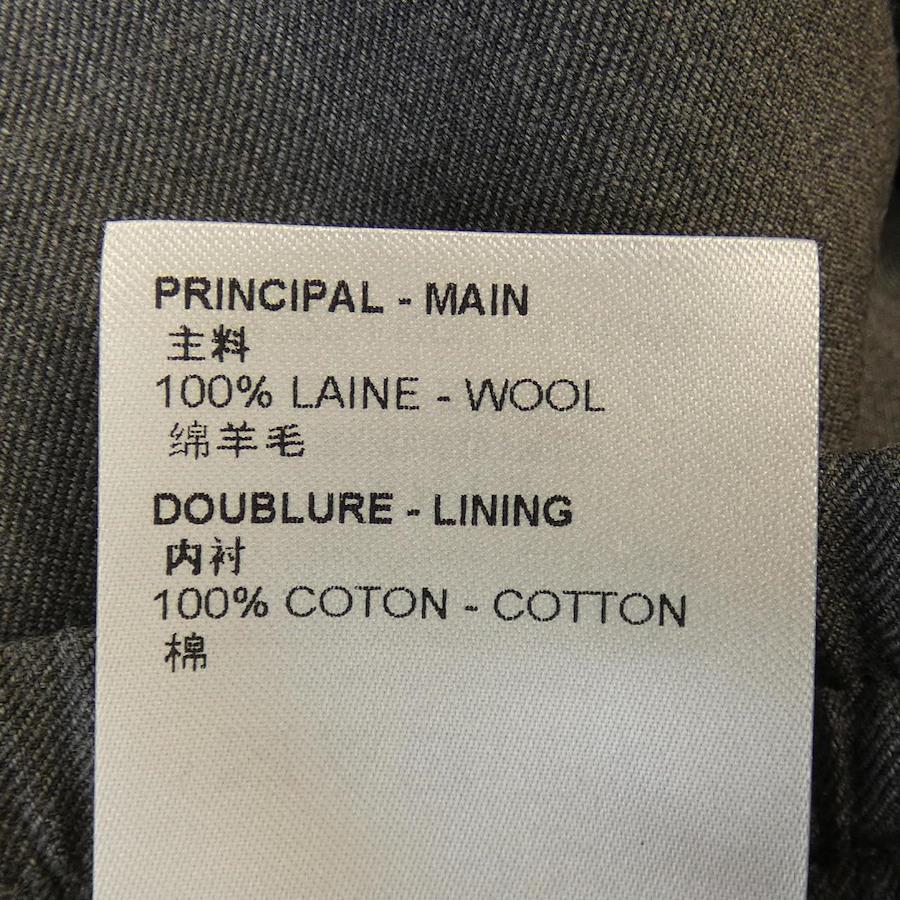 PRINCIPAL - MAIN
主料
100% LAINE - WOOL
绵羊毛
DOUBLURE - LINING
内衬
100% COTON - COTTON
棉